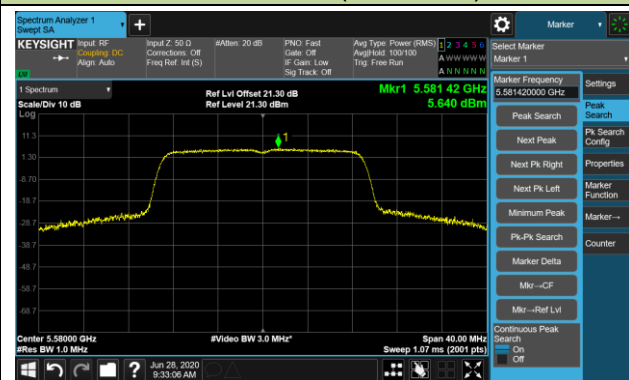 Spectrum Analyzer 1
Swept SA
Marker
KEYSIGHT
Input: RF
Coupling: DC
Align: Auto
Input Z: 50 Ω
Corrections: Off
Freq Ref: Int (S)
#Atten: 20 dB
PNO: Fast
Gate: Off
IF Gain: Low
Sig Track: Off
Avg Type: Power (RMS)
Avg|Hold: 100/100
Trig: Free Run
1 2 3 4 5 6
A W W W W W
A N N N N N
Select Marker
Marker 1
1 Spectrum
Scale/Div 10 dB
Log
Ref Lvl Offset 21.30 dB
Ref Level 21.30 dBm
Mkr1 5.581 42 GHz
5.640 dBm
1
11.3
1.30
-8.70
-18.7
-28.7
-38.7
-48.7
-58.7
-68.7
Center 5.58000 GHz
#Res BW 1.0 MHz
#Video BW 3.0 MHz*
Span 40.00 MHz
Sweep 1.07 ms (2001 pts)
Marker Frequency
5.581420000 GHz
Peak Search
Next Peak
Next Pk Right
Next Pk Left
Minimum Peak
Pk-Pk Search
Marker Delta
Mkr→CF
Mkr→Ref Lvl
Continuous Peak
Search
On
Off
Settings
Peak
Search
Pk Search
Config
Properties
Marker
Function
Marker→
Counter
Jun 28, 2020
9:33:06 AM